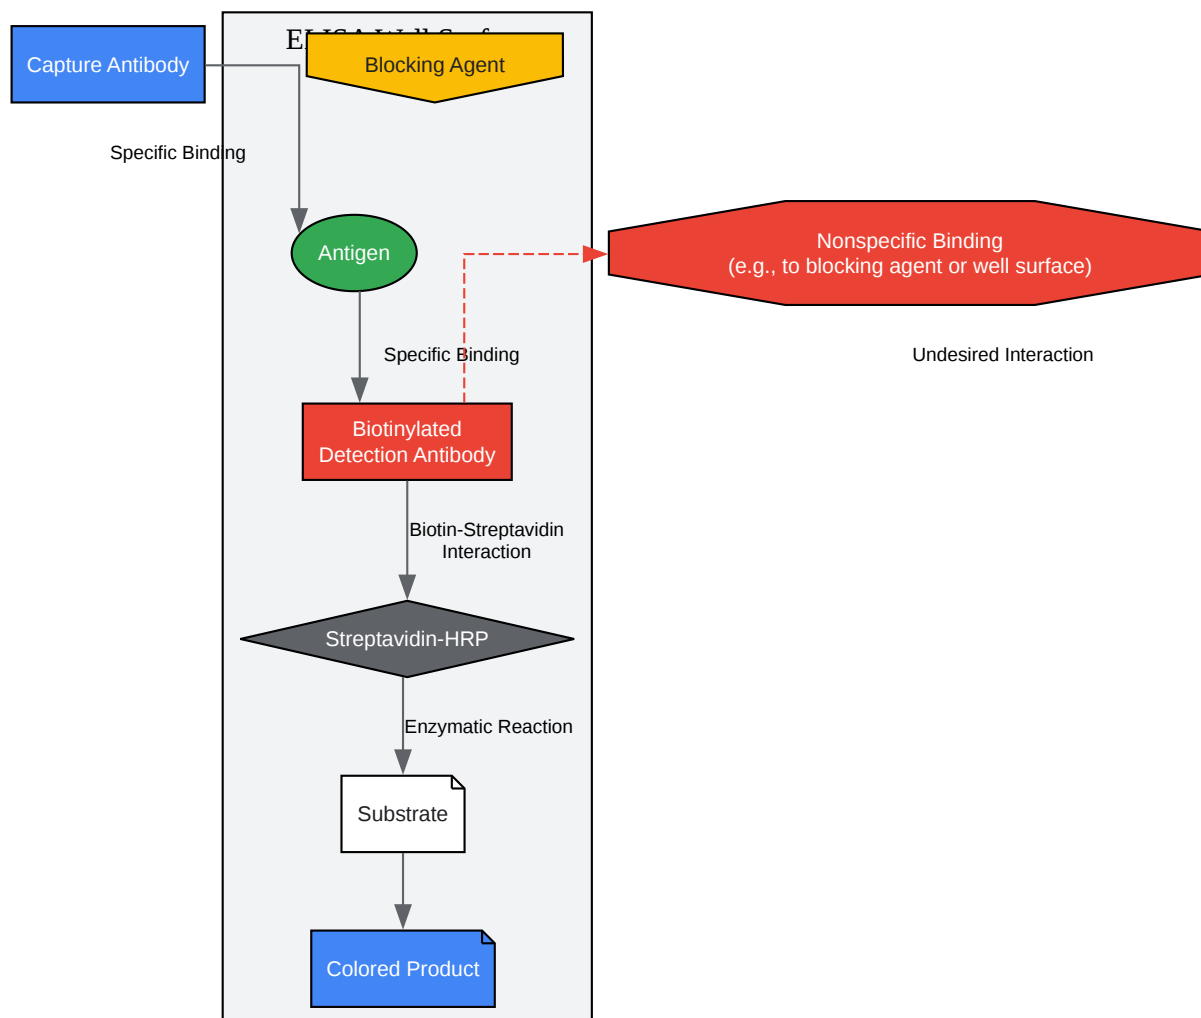 Capture Antibody
Blocking Agent
Specific Binding
Antigen
Nonspecific Binding
(e.g., to blocking agent or well surface)
Specific Binding
Undesired Interaction
Biotinylated
Detection Antibody
Biotin-Streptavidin
Interaction
Streptavidin-HRP
Enzymatic Reaction
Substrate
Colored Product